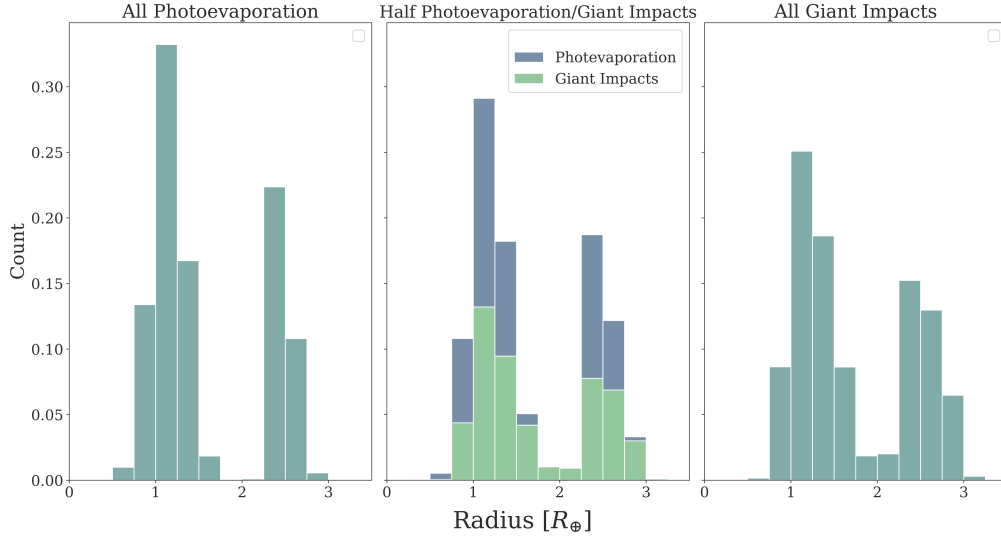 All Photoevaporation
Half Photoevaporation/Giant Impacts
All Giant Impacts
Photevaporation
Giant Impacts
Count
0.30
0.25
0.20
0.15
0.10
0.05
0.00
0 1 2 3
0 1 2 3
0 1 2 3
Radius [R⊕]